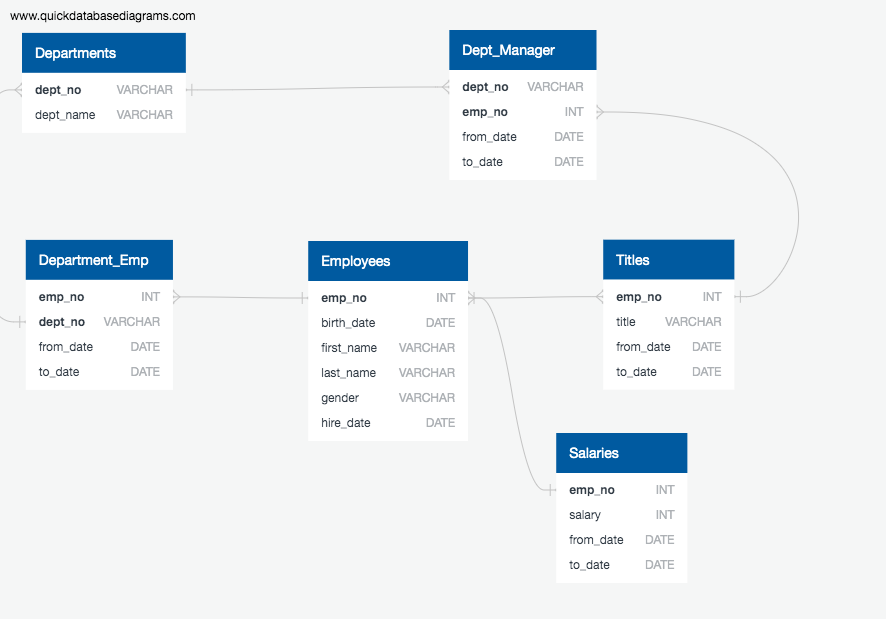 www.quickdatabasediagrams.com
Departments
dept_no VARCHAR
dept_name VARCHAR
Dept_Manager
dept_no VARCHAR
emp_no INT
from_date DATE
to_date DATE
Department_Emp
emp_no INT
dept_no VARCHAR
from_date DATE
to_date DATE
Employees
emp_no INT
birth_date DATE
first_name VARCHAR
last_name VARCHAR
gender VARCHAR
hire_date DATE
Titles
emp_no INT
title VARCHAR
from_date DATE
to_date DATE
Salaries
emp_no INT
salary INT
from_date DATE
to_date DATE